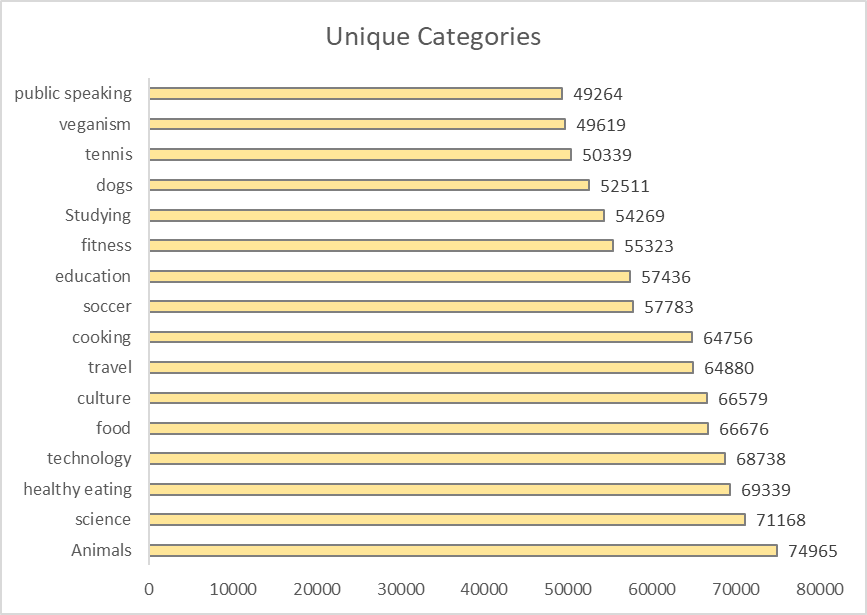 Unique Categories
public speaking 49264
veganism 49619
tennis 50339
dogs 52511
Studying 54269
fitness 55323
education 57436
soccer 57783
cooking 64756
travel 64880
culture 66579
food 66676
technology 68738
healthy eating 69339
science 71168
Animals 74965
0 10000 20000 30000 40000 50000 60000 70000 80000